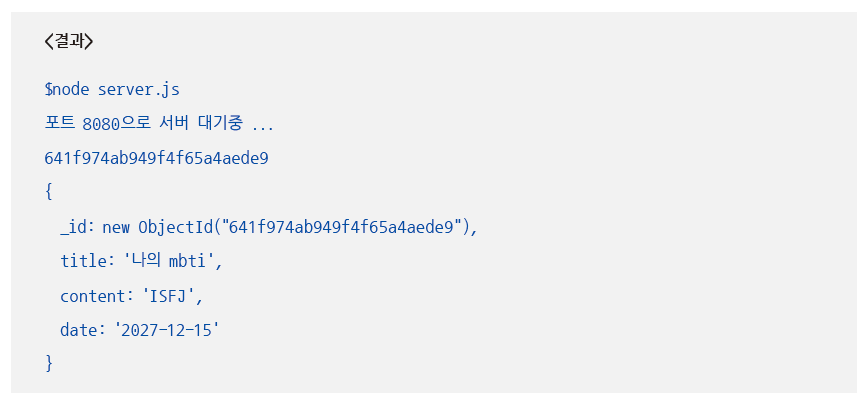 <결과>
$node server.js
포트 8080으로 서버 대기중 ...
641f974ab949f4f65a4aede9
{
_id: new ObjectId("641f974ab949f4f65a4aede9"),
title: '나의 mbti',
content: 'ISFJ',
date: '2027-12-15'
}